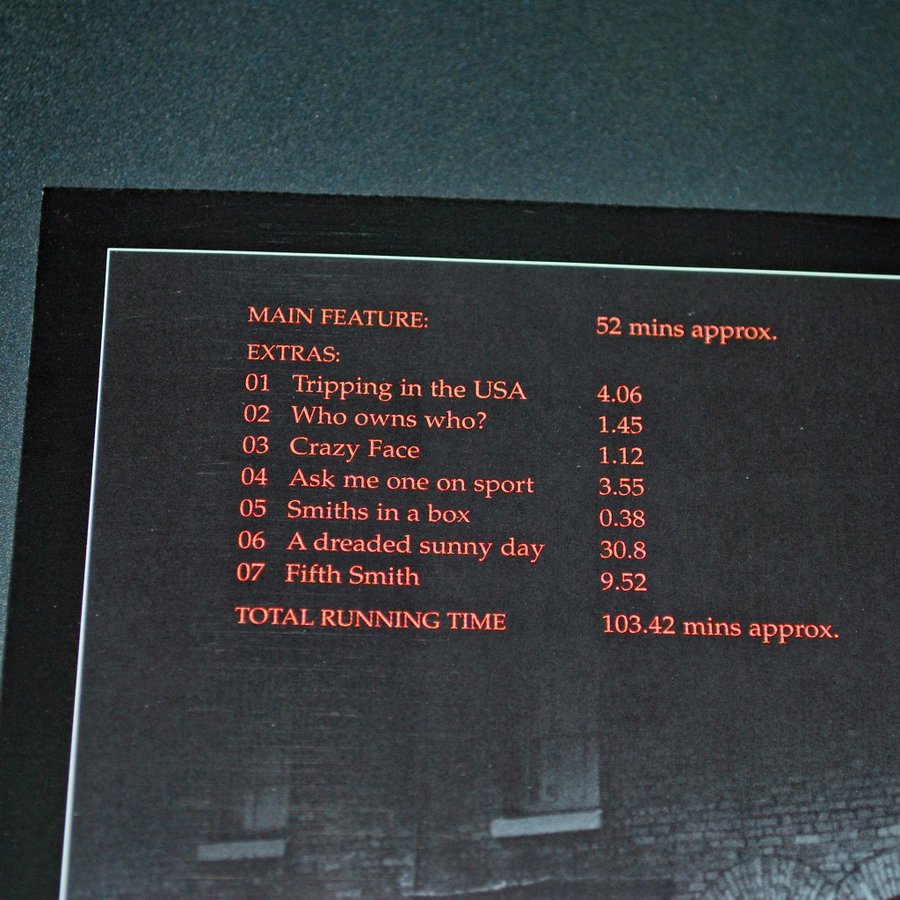 MAIN FEATURE: 52 mins approx.
EXTRAS:
01 Tripping in the USA 4.06
02 Who owns who? 1.45
03 Crazy Face 1.12
04 Ask me one on sport 3.55
05 Smiths in a box 0.38
06 A dreaded sunny day 30.8
07 Fifth Smith 9.52
TOTAL RUNNING TIME 103.42 mins approx.